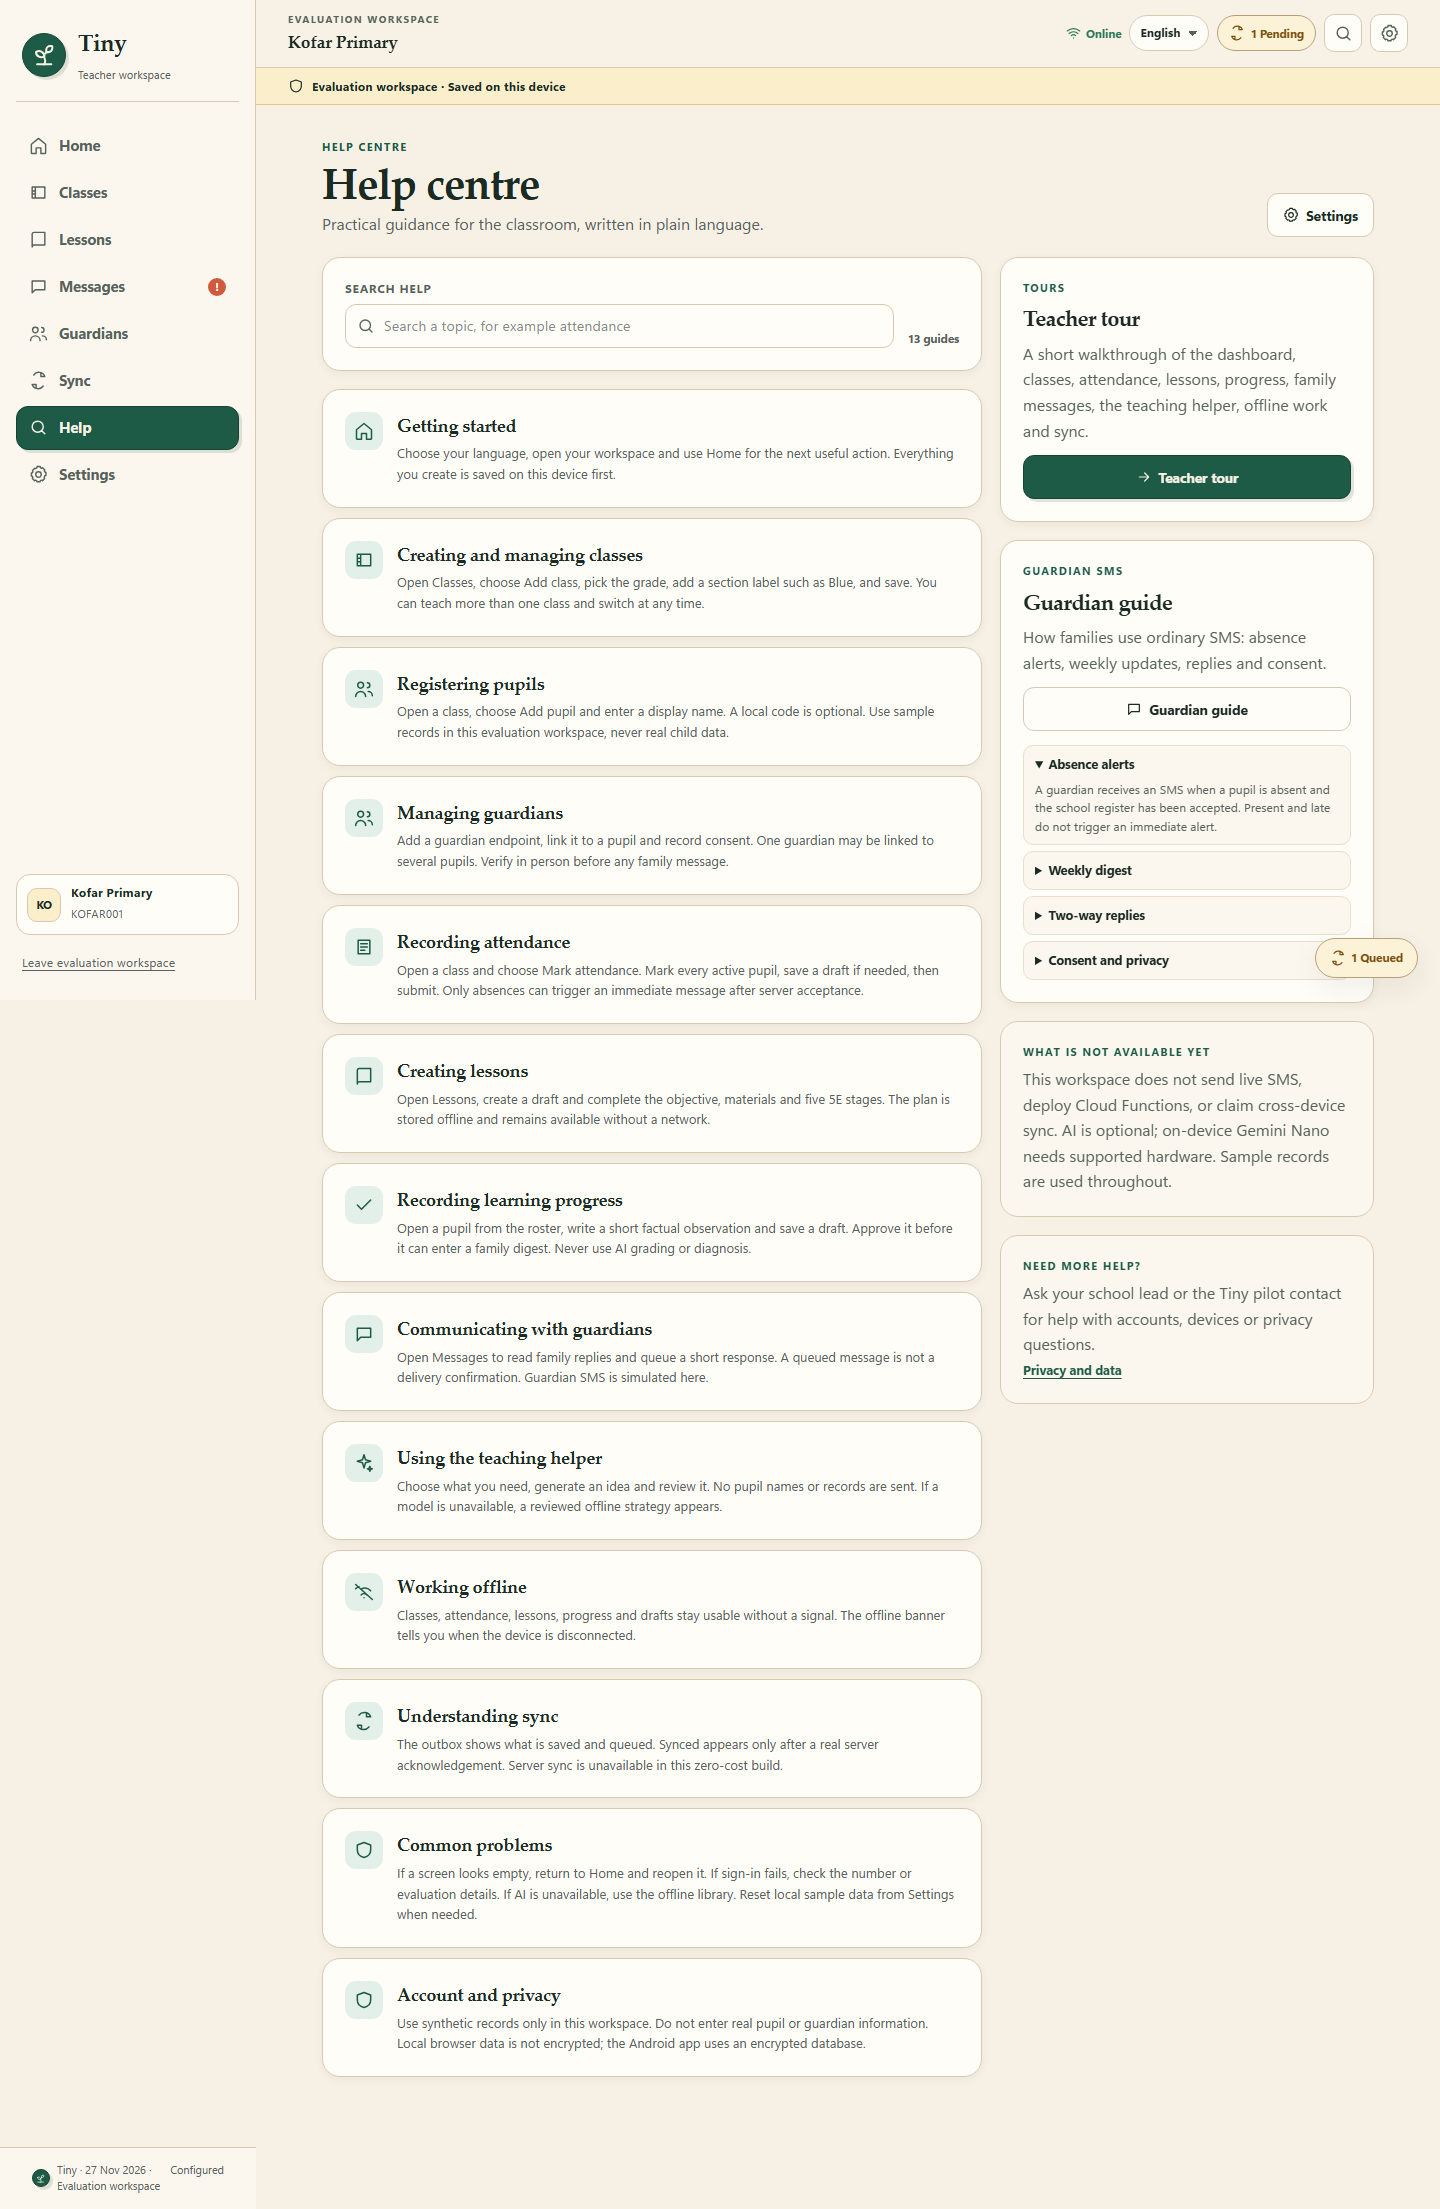 Tiny
Teacher workspace
Home
Classes
Lessons
Messages
!
Guardians
Sync
Help
Settings
KO
Kofar Primary
KOFAR001
Leave evaluation workspace
EVALUATION WORKSPACE
Kofar Primary
Online
English
1 Pending
Evaluation workspace · Saved on this device
HELP CENTRE
Help centre
Practical guidance for the classroom, written in plain language.
Settings
SEARCH HELP
Search a topic, for example attendance
13 guides
Getting started
Choose your language, open your workspace and use Home for the next useful action. Everything
you create is saved on this device first.
Creating and managing classes
Open Classes, choose Add class, pick the grade, add a section label such as Blue, and save. You
can teach more than one class and switch at any time.
Registering pupils
Open a class, choose Add pupil and enter a display name. A local code is optional. Use sample
records in this evaluation workspace, never real child data.
Managing guardians
Add a guardian endpoint, link it to a pupil and record consent. One guardian may be linked to
several pupils. Verify in person before any family message.
Recording attendance
Open a class and choose Mark attendance. Mark every active pupil, save a draft if needed, then
submit. Only absences can trigger an immediate message after server acceptance.
Creating lessons
Open Lessons, create a draft and complete the objective, materials and five 5E stages. The plan is
stored offline and remains available without a network.
Recording learning progress
Open a pupil from the roster, write a short factual observation and save a draft. Approve it before
it can enter a family digest. Never use AI grading or diagnosis.
Communicating with guardians
Open Messages to read family replies and queue a short response. A queued message is not a
delivery confirmation. Guardian SMS is simulated here.
Using the teaching helper
Choose what you need, generate an idea and review it. No pupil names or records are sent. If a
model is unavailable, a reviewed offline strategy appears.
Working offline
Classes, attendance, lessons, progress and drafts stay usable without a signal. The offline banner
tells you when the device is disconnected.
Understanding sync
The outbox shows what is saved and queued. Synced appears only after a real server
acknowledgement. Server sync is unavailable in this zero-cost build.
Common problems
If a screen looks empty, return to Home and reopen it. If sign-in fails, check the number or
evaluation details. If AI is unavailable, use the offline library. Reset local sample data from Settings
when needed.
Account and privacy
Use synthetic records only in this workspace. Do not enter real pupil or guardian information.
Local browser data is not encrypted; the Android app uses an encrypted database.
TOURS
Teacher tour
A short walkthrough of the dashboard,
classes, attendance, lessons, progress, family
messages, the teaching helper, offline work
and sync.
Teacher tour
GUARDIAN SMS
Guardian guide
How families use ordinary SMS: absence
alerts, weekly updates, replies and consent.
Guardian guide
Absence alerts
A guardian receives an SMS when a pupil is absent and
the school register has been accepted. Present and late
do not trigger an immediate alert.
Weekly digest
Two-way replies
Consent and privacy
1 Queued
WHAT IS NOT AVAILABLE YET
This workspace does not send live SMS,
deploy Cloud Functions, or claim cross-device
sync. AI is optional; on-device Gemini Nano
needs supported hardware. Sample records
are used throughout.
NEED MORE HELP?
Ask your school lead or the Tiny pilot contact
for help with accounts, devices or privacy
questions.
Privacy and data
Tiny · 27 Nov 2026 ·
Evaluation workspace
Configured